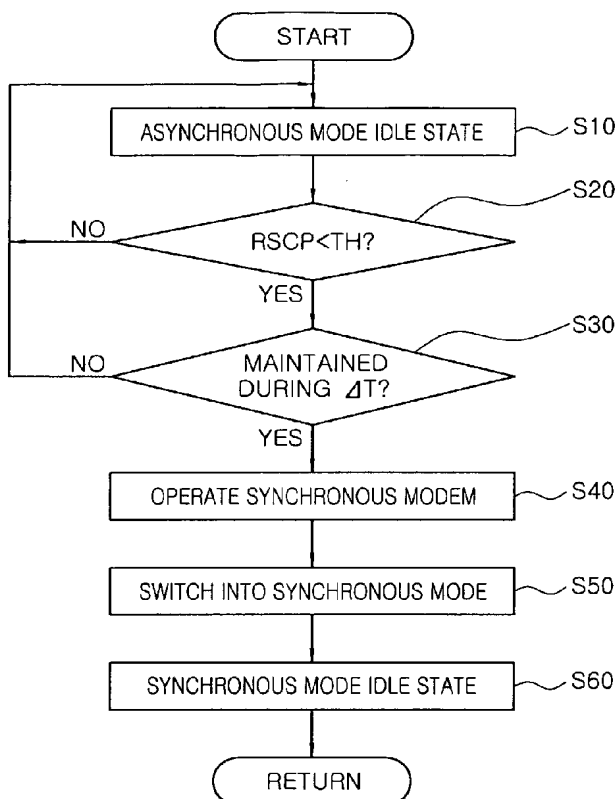 START
ASYNCHRONOUS MODE IDLE STATE
S10
S20
NO
RSCP<TH?
YES
S30
NO
MAINTAINED
DURING ΔT?
YES
OPERATE SYNCHRONOUS MODEM
S40
SWITCH INTO SYNCHRONOUS MODE
S50
SYNCHRONOUS MODE IDLE STATE
S60
RETURN